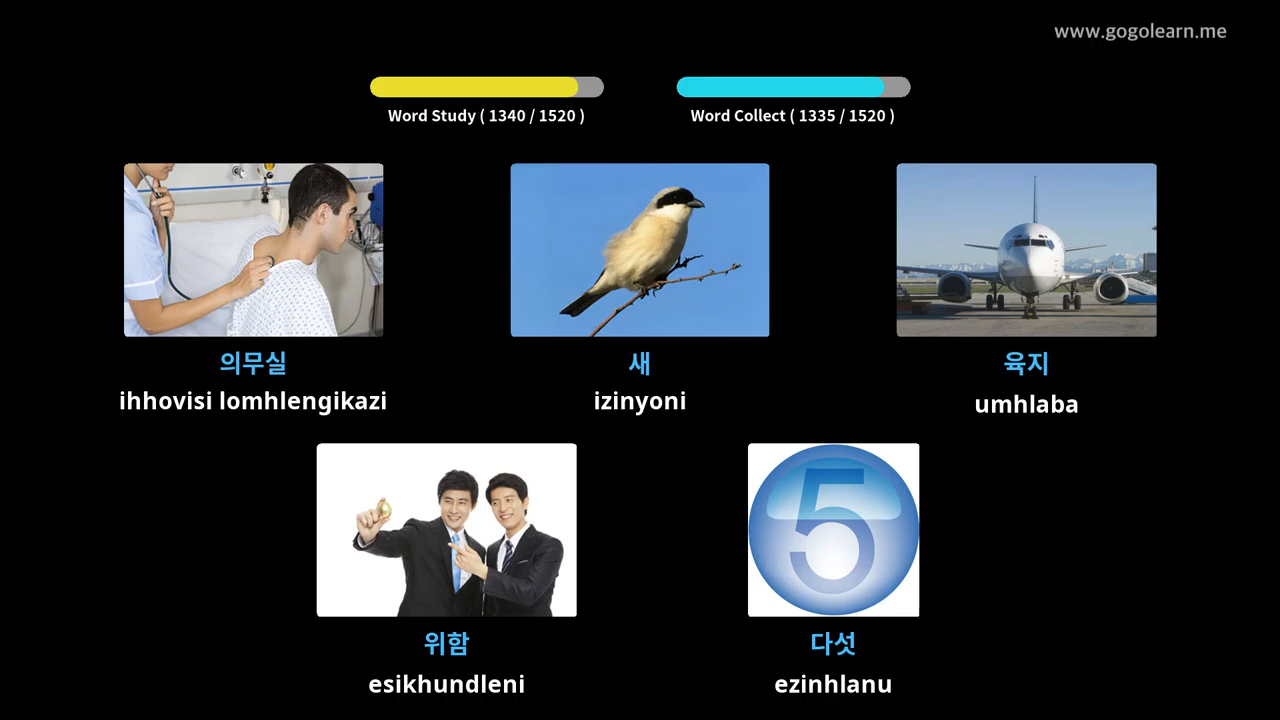 www.gogolearn.me
Word Study ( 1340 / 1520 )
Word Collect ( 1335 / 1520 )
의무실
ihhovisi lomhlengikazi
새
izinyoni
육지
umhlaba
위함
esikhundleni
5
다섯
ezinhlanu